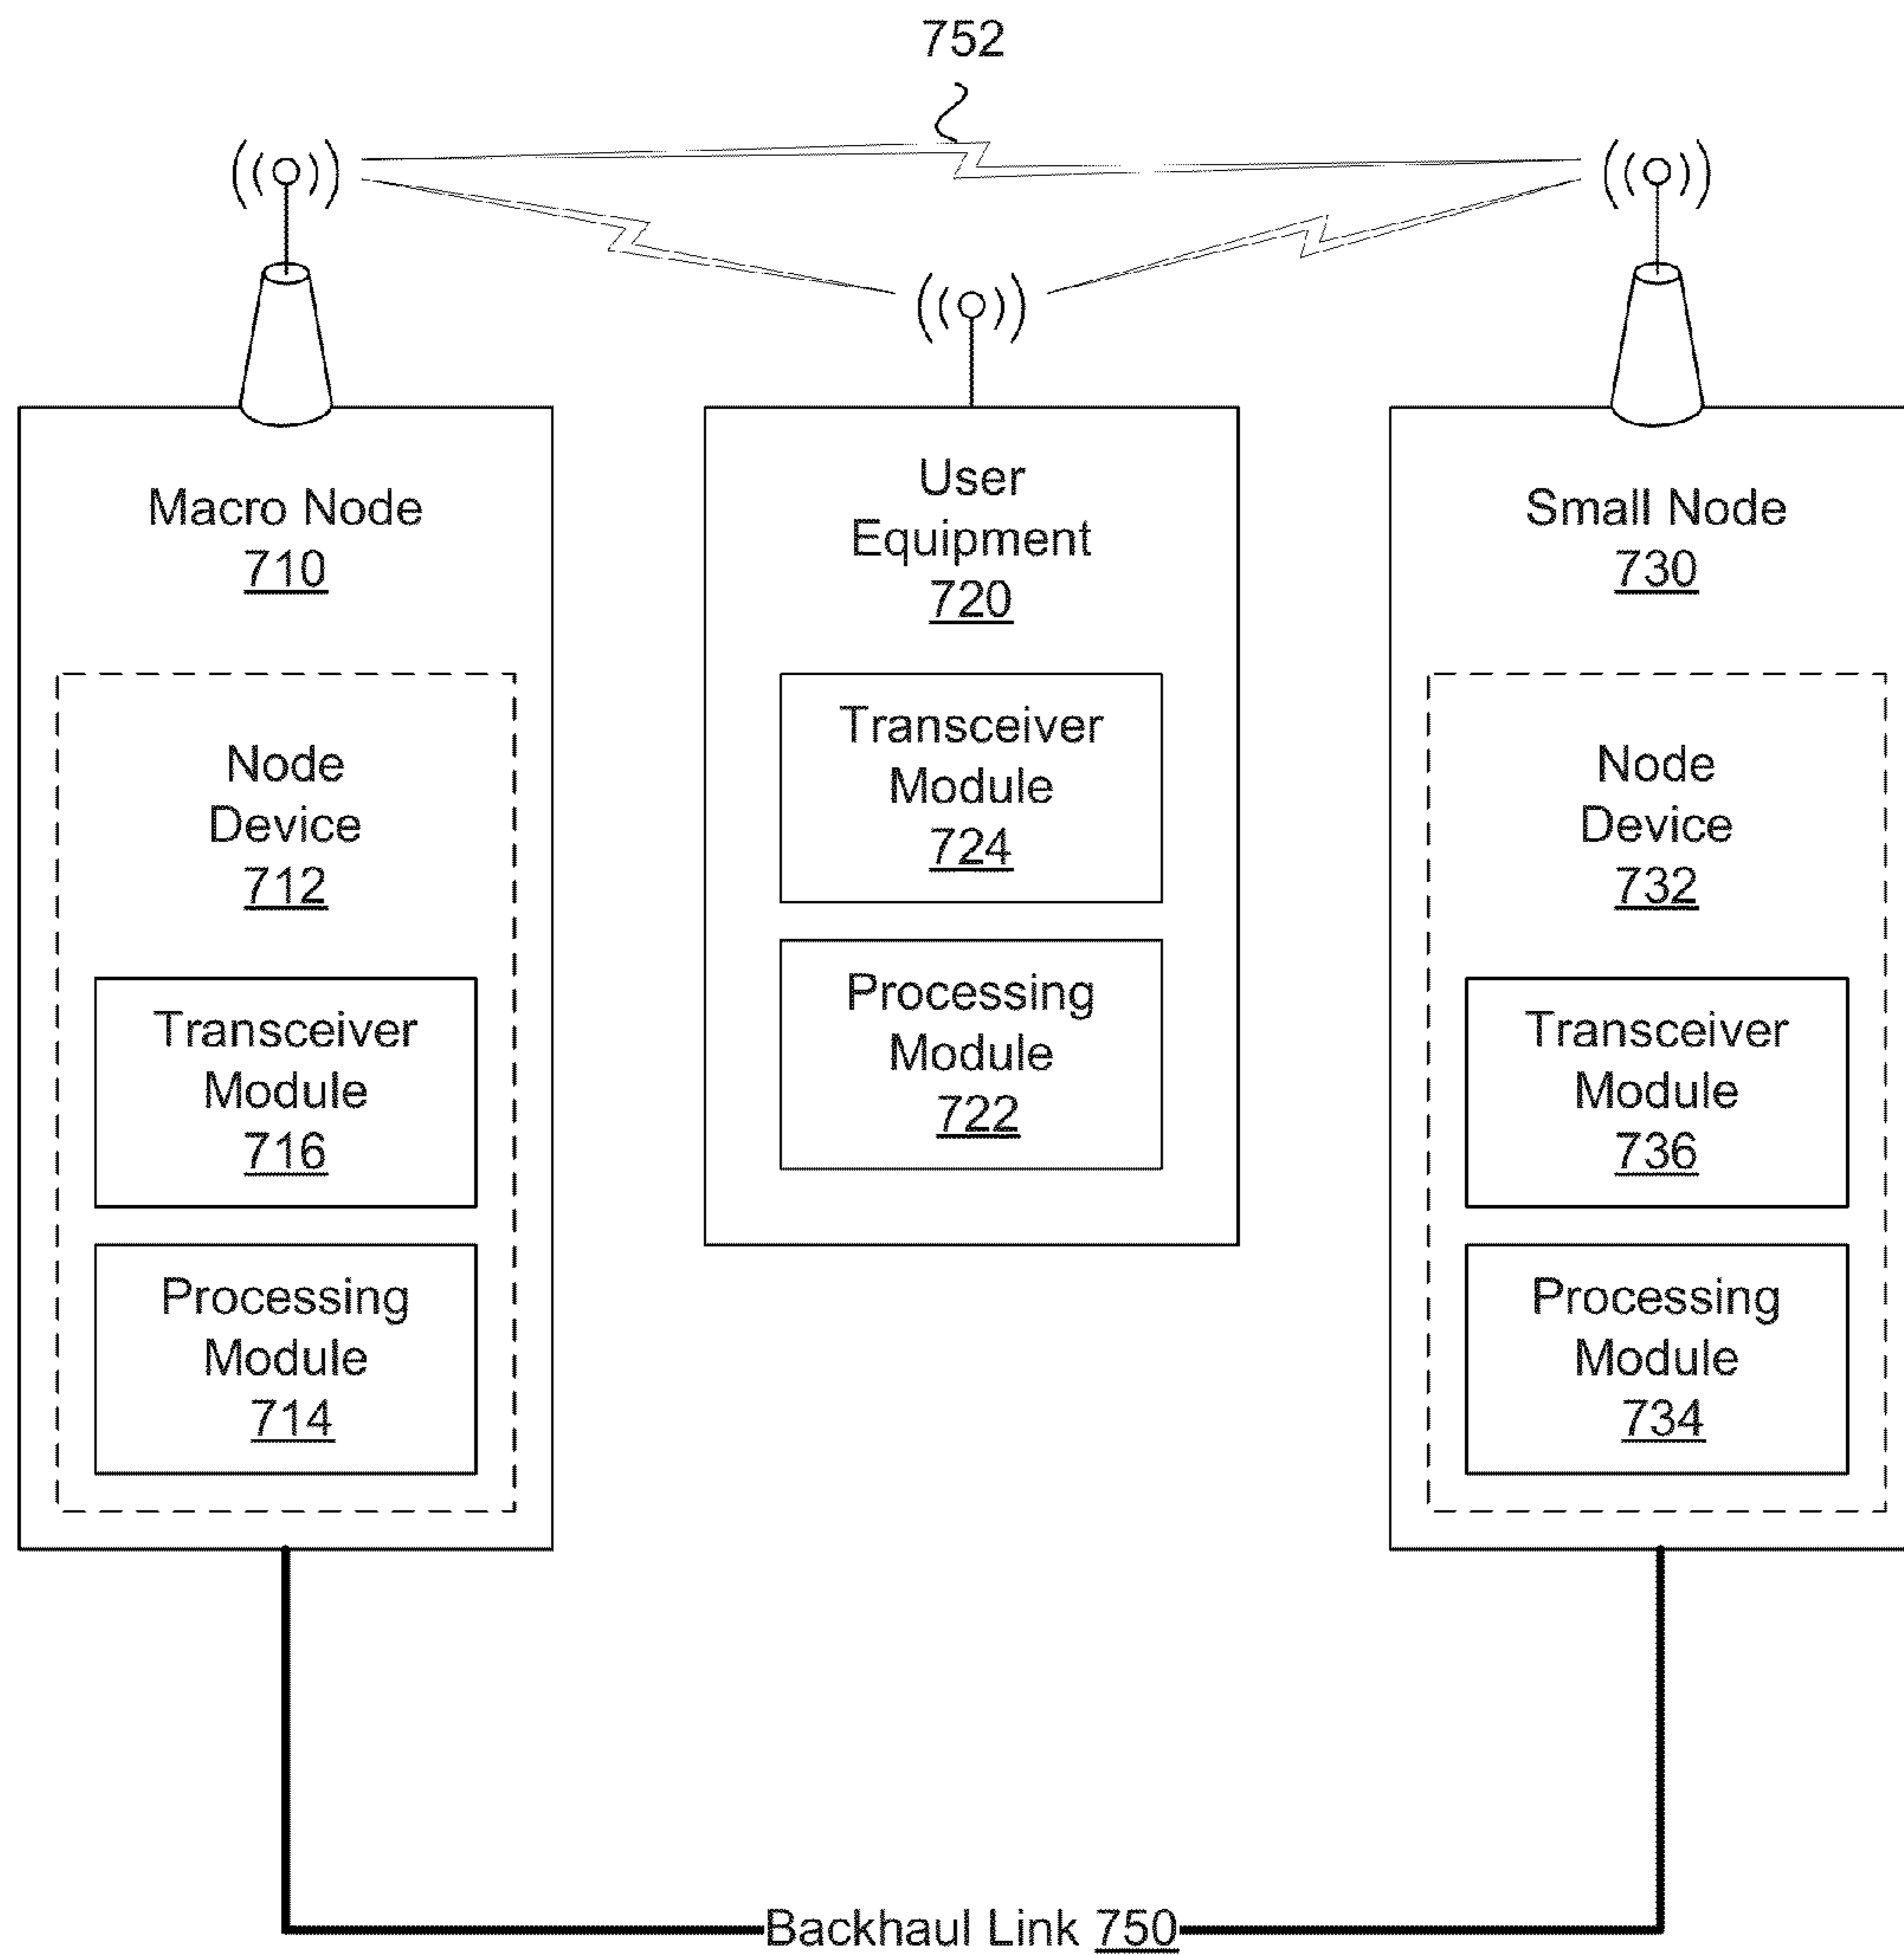 752
Macro Node
710
Node
Device
712
Transceiver
Module
716
Processing
Module
714
User
Equipment
720
Transceiver
Module
724
Processing
Module
722
Small Node
730
Node
Device
732
Transceiver
Module
736
Processing
Module
734
Backhaul Link 750